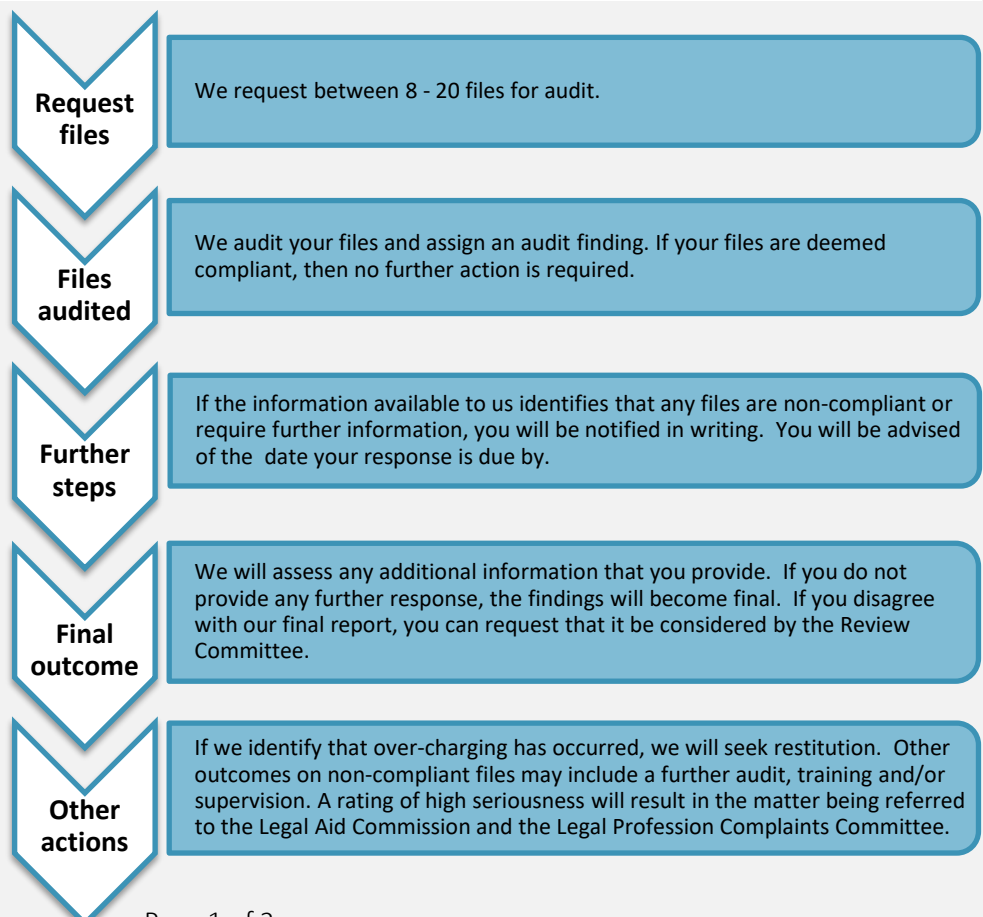 Request
files
We request between 8 - 20 files for audit.
Files
audited
We audit your files and assign an audit finding. If your files are deemed
compliant, then no further action is required.
Further
steps
If the information available to us identifies that any files are non-compliant or
require further information, you will be notified in writing.  You will be advised
of the  date your response is due by.
Final
outcome
We will assess any additional information that you provide.  If you do not
provide any further response, the findings will become final.  If you disagree
with our final report, you can request that it be considered by the Review
Committee.
Other
actions
If we identify that over-charging has occurred, we will seek restitution.  Other
outcomes on non-compliant files may include a further audit, training and/or
supervision. A rating of high seriousness will result in the matter being referred
to the Legal Aid Commission and the Legal Profession Complaints Committee.